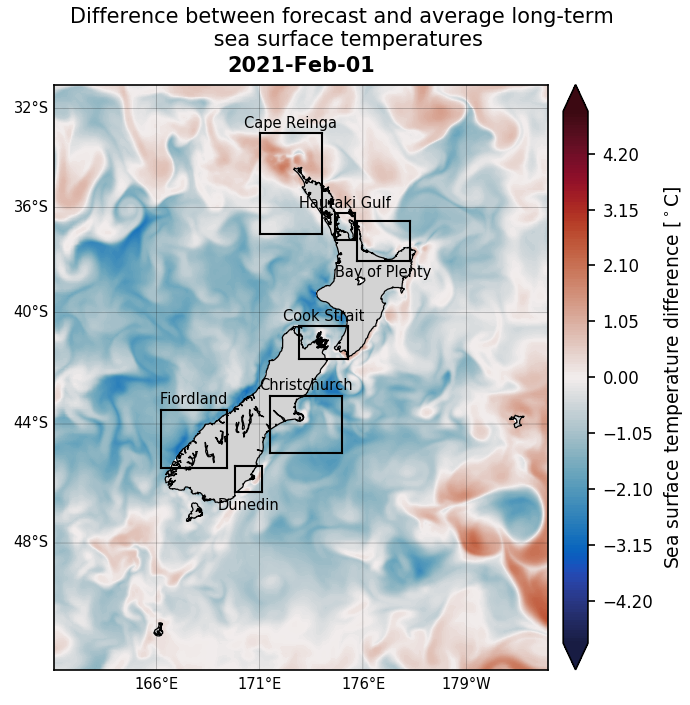 Difference between forecast and average long-term
sea surface temperatures
2021-Feb-01
32°S
36°S
40°S
44°S
48°S
Cape Reinga
Hauraki Gulf
Bay of Plenty
Cook Strait
Christchurch
Fiordland
Dunedin
166°E
171°E
176°E
179°W
4.20
3.15
2.10
1.05
0.00
−1.05
−2.10
−3.15
−4.20
Sea surface temperature difference [ ° C]